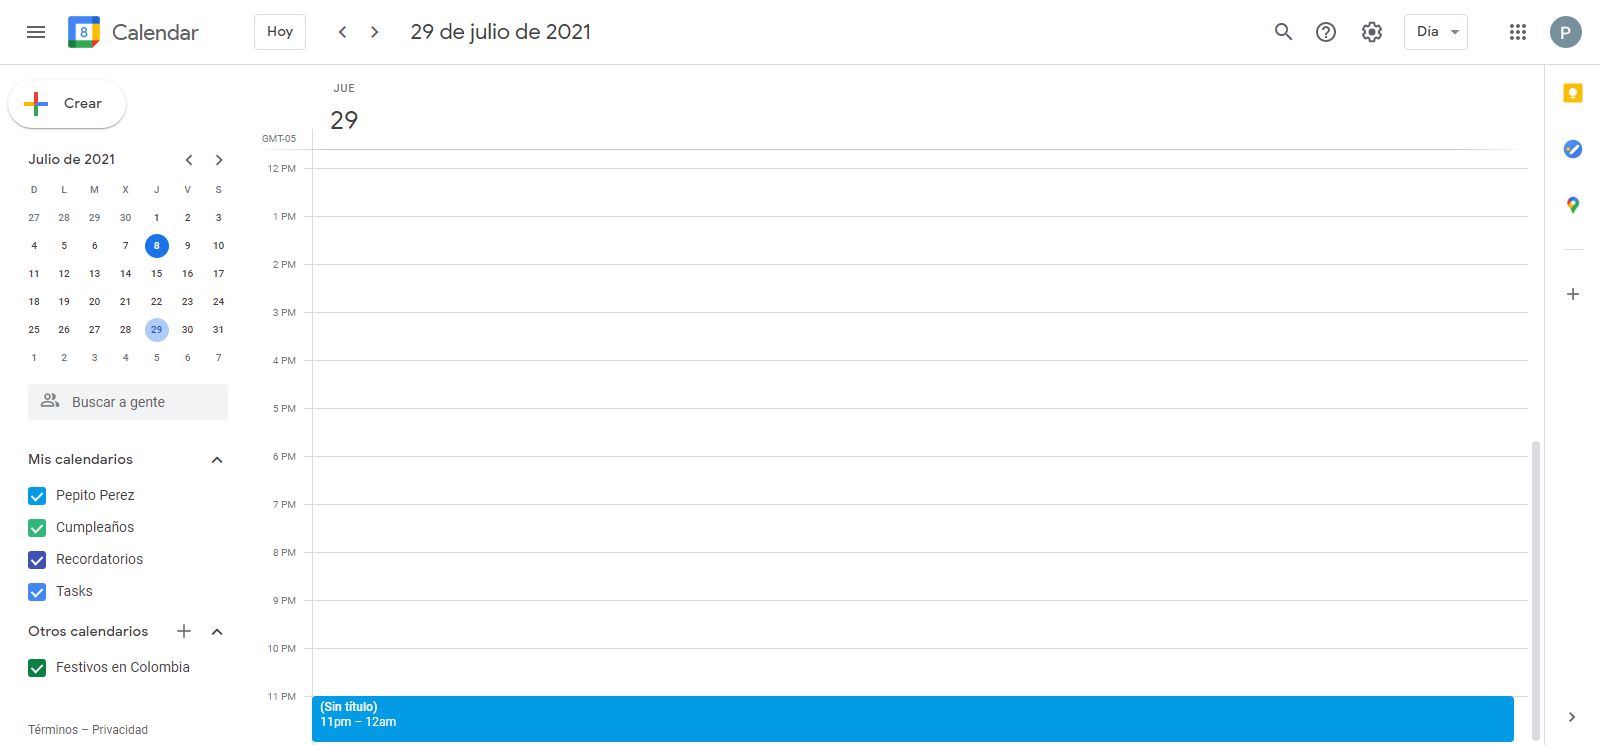 8 Calendar Hoy 29 de julio de 2021 Día P
Crear
Julio de 2021
D L M X J V S
27 28 29 30 1 2 3
4 5 6 7 8 9 10
11 12 13 14 15 16 17
18 19 20 21 22 23 24
25 26 27 28 29 30 31
1 2 3 4 5 6 7
Buscar a gente
Mis calendarios
Pepito Perez
Cumpleaños
Recordatorios
Tasks
Otros calendarios
Festivos en Colombia
Términos – Privacidad
JUE
29
GMT-05
12 PM
1 PM
2 PM
3 PM
4 PM
5 PM
6 PM
7 PM
8 PM
9 PM
10 PM
11 PM
(Sin título)
11pm – 12am